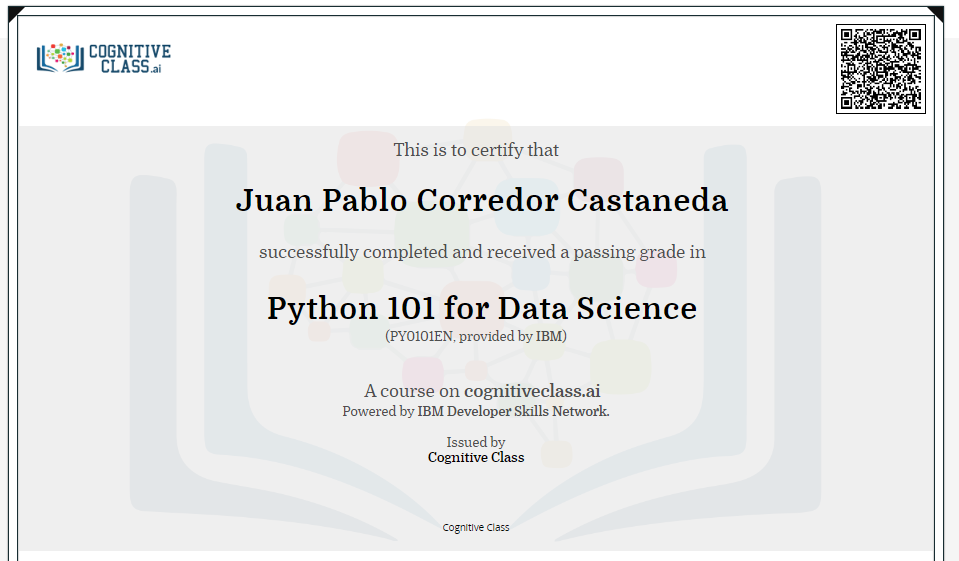 COGNITIVE
CLASS.ai
This is to certify that
Juan Pablo Corredor Castaneda
successfully completed and received a passing grade in
Python 101 for Data Science
(PY0101EN, provided by IBM)
A course on cognitiveclass.ai
Powered by IBM Developer Skills Network.
Issued by
Cognitive Class
Cognitive Class